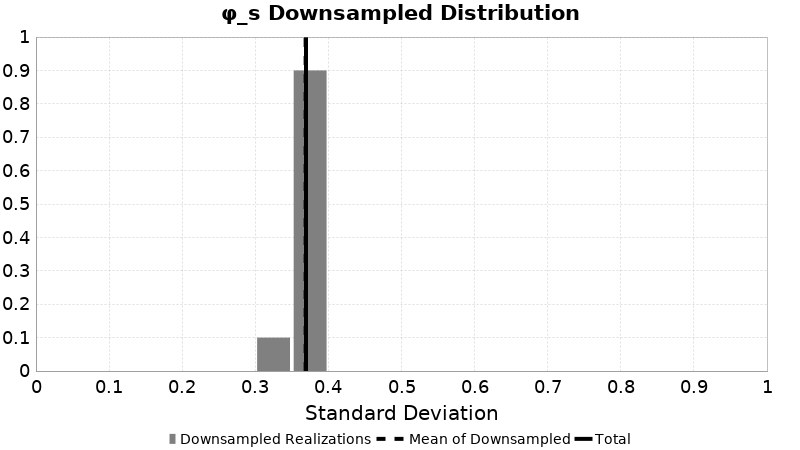 φ_s Downsampled Distribution
1
0.9
0.8
0.7
0.6
0.5
0.4
0.3
0.2
0.1
0
0 0.1 0.2 0.3 0.4 0.5 0.6 0.7 0.8 0.9 1
Standard Deviation
Downsampled Realizations Mean of Downsampled Total